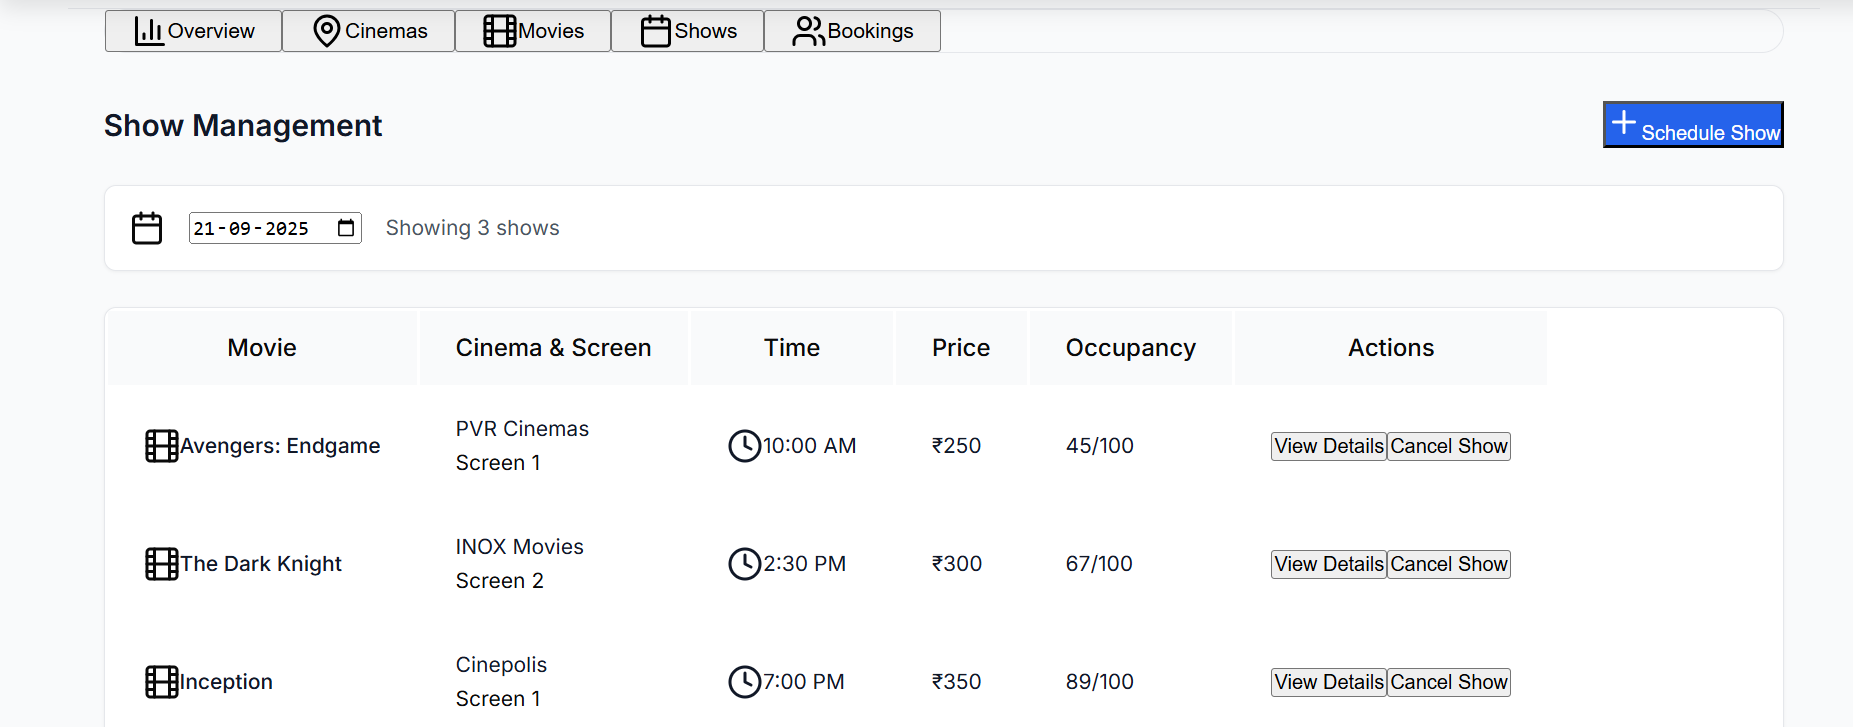 Overview Cinemas Movies Shows Bookings
Show Management
Schedule Show
21-09-2025 Showing 3 shows
Movie Cinema & Screen Time Price Occupancy Actions
Avengers: Endgame PVR Cinemas Screen 1 10:00 AM ₹250 45/100 View Details Cancel Show
The Dark Knight INOX Movies Screen 2 2:30 PM ₹300 67/100 View Details Cancel Show
Inception Cinepolis Screen 1 7:00 PM ₹350 89/100 View Details Cancel Show